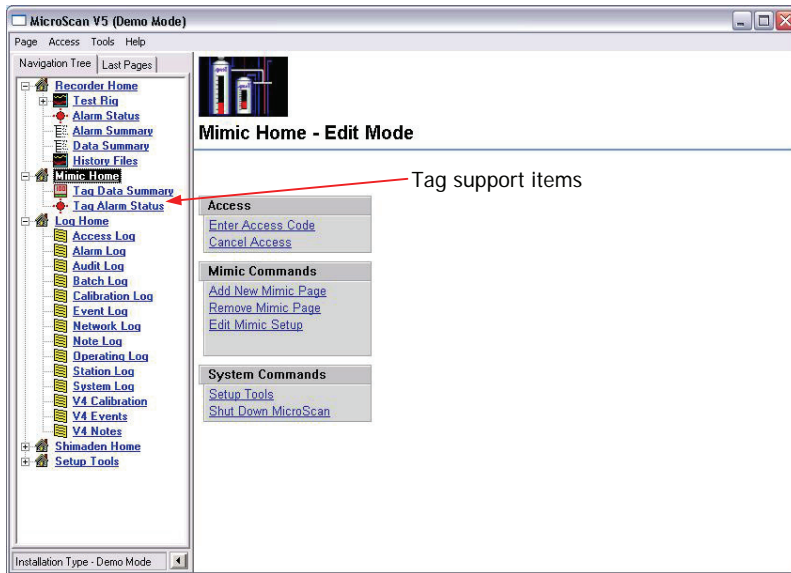 MicroScan V5 (Demo Mode)
Page Access Tools Help
Navigation Tree Last Pages
Recorder Home
Test Rig
Alarm Status
Alarm Summary
Data Summary
History Files
Mimic Home
Tag Data Summary
Tag Alarm Status
Log Home
Access Log
Alarm Log
Audit Log
Batch Log
Calibration Log
Event Log
Network Log
Note Log
Operating Log
Station Log
System Log
V4 Calibration
V4 Events
V4 Notes
Shimaden Home
Setup Tools
Installation Type - Demo Mode
Mimic Home - Edit Mode
Tag support items
Access
Enter Access Code
Cancel Access
Mimic Commands
Add New Mimic Page
Remove Mimic Page
Edit Mimic Setup
System Commands
Setup Tools
Shut Down MicroScan